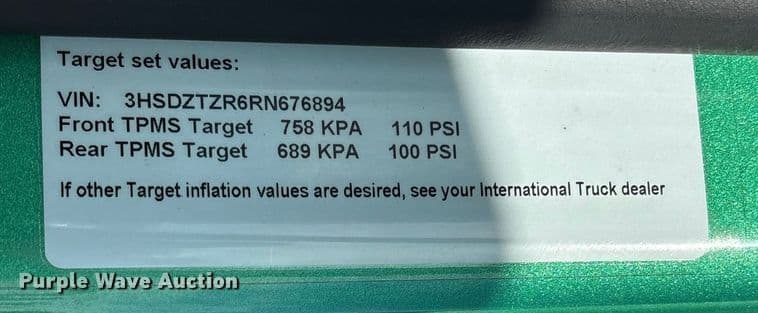 Target set values:
VIN: 3HSDZTZR6RN676894
Front TPMS Target 758 KPA 110 PSI
Rear TPMS Target 689 KPA 100 PSI
If other Target inflation values are desired, see your International Truck dealer
Purple Wave Auction